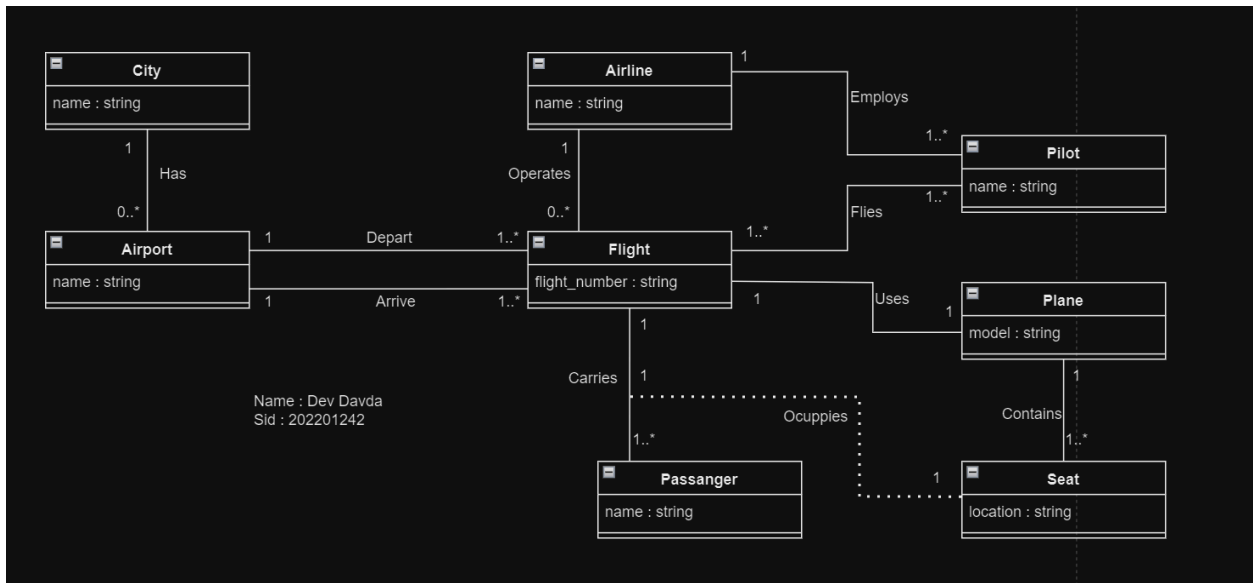 City
name : string
1
Has
0..*
Airport
name : string
Airline
name : string
1
Operates
0..*
1
Employs
1..*
Pilot
name : string
1..*
Flies
1..*
1
Depart
1..*
1
Arrive
1..*
Flight
flight_number : string
1
Uses
1
Plane
model : string
1
Contains
1..*
Seat
location : string
1
Carries
1
1..*
Ocuppies
1
Passanger
name : string
Name : Dev Davda
Sid : 202201242